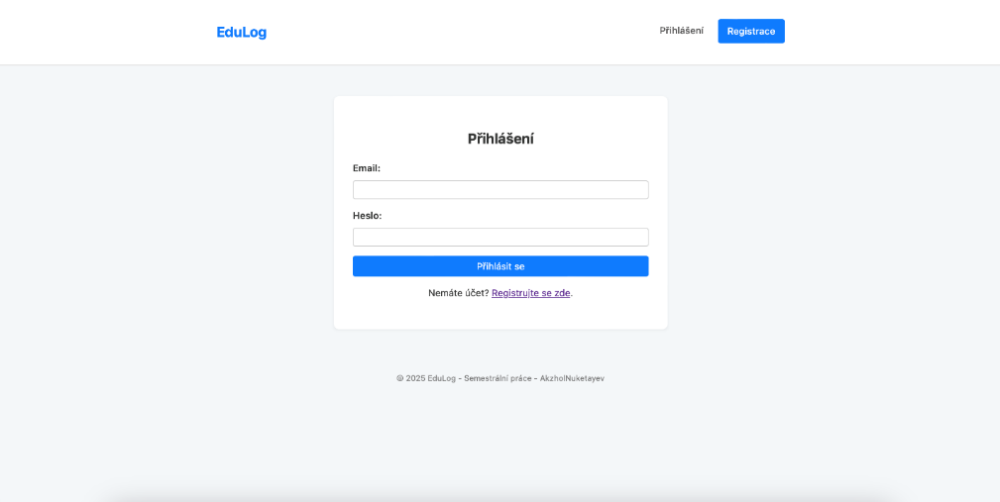 EduLog
Přihlášení
Registrace
Přihlášení
Email:
Heslo:
Přihlásit se
Nemáte účet? Registrujte se zde.
© 2025 EduLog - Semestrální práce - AkzholNuketayev